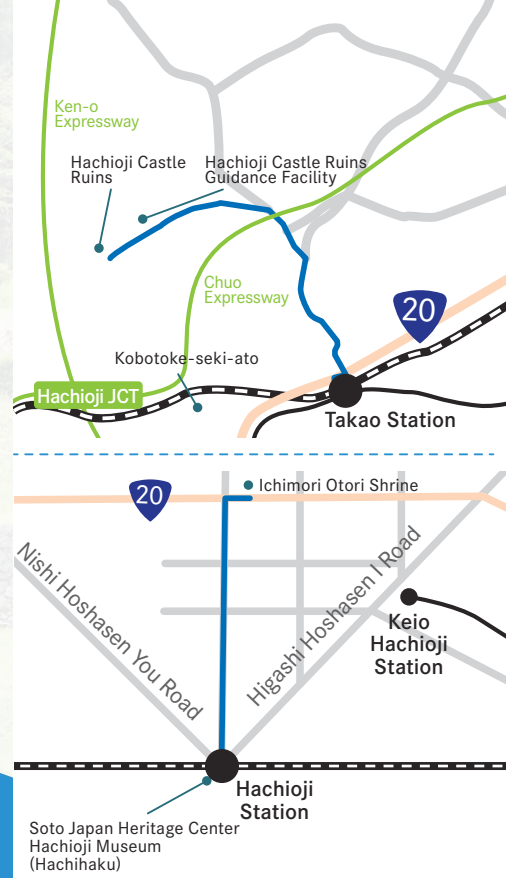 Ken-o
Expressway
Hachioji Castle
Ruins
Hachioji Castle Ruins
Guidance Facility
Chuo
Expressway
20
Kobotoke-seki-ato
Hachioji JCT
Takao Station
20
Ichimori Otori Shrine
Nishi Hoshasen You Road
Higashi Hoshasen I Road
Keio
Hachioji
Station
Hachioji
Station
Soto Japan Heritage Center
Hachioji Museum
(Hachihaku)